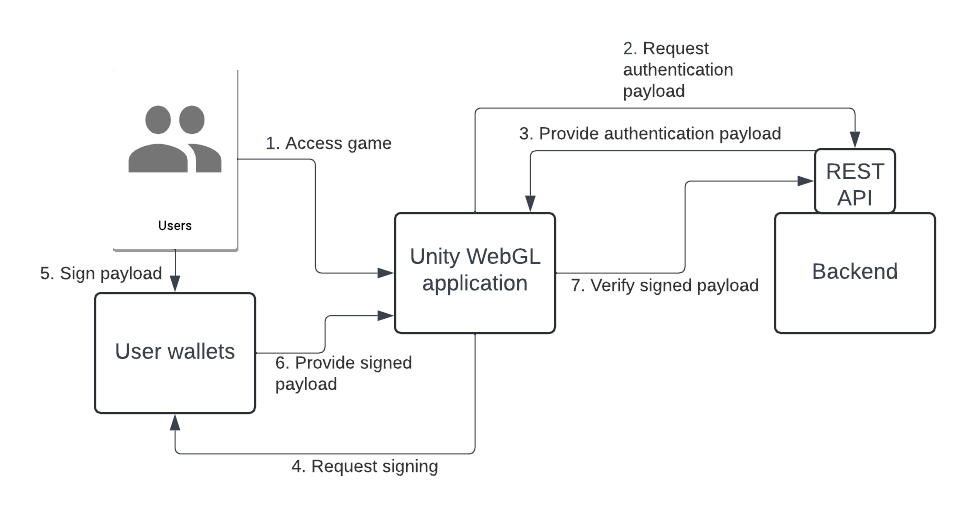 2. Request
authentication
payload
3. Provide authentication payload
1. Access game
REST
API
Users
Unity WebGL
application
Backend
5. Sign payload
7. Verify signed payload
User wallets
6. Provide signed
payload
4. Request signing